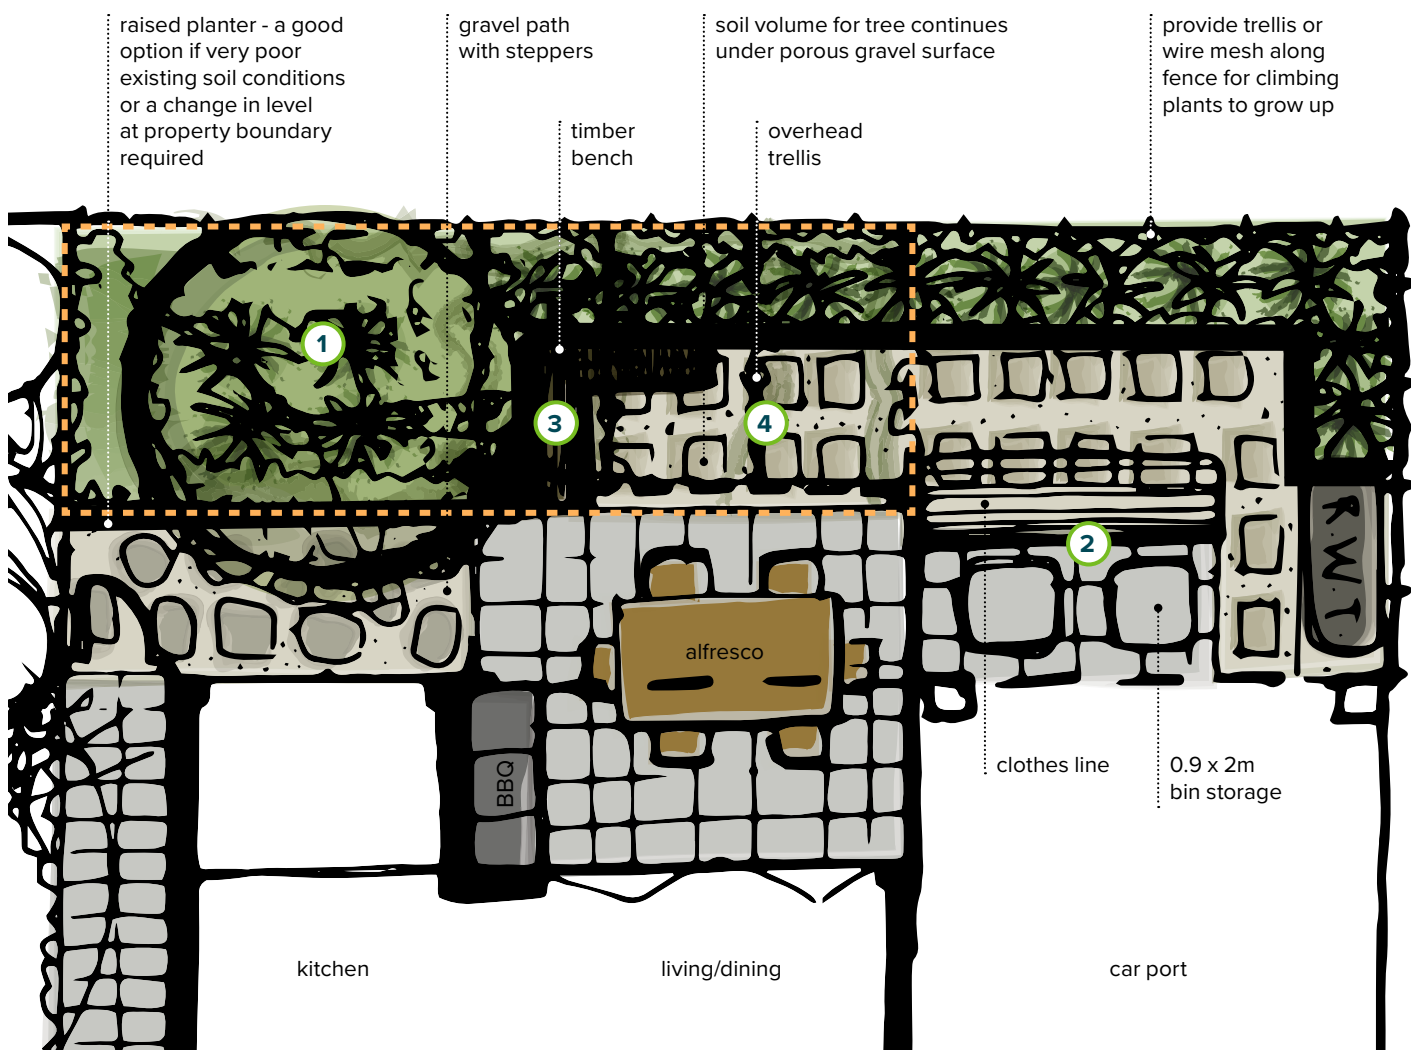 raised planter - a good
option if very poor
existing soil conditions
or a change in level
at property boundary
required
gravel path
with steppers
timber
bench
soil volume for tree continues
under porous gravel surface
overhead
trellis
provide trellis or
wire mesh along
fence for climbing
plants to grow up
1
3
4
2
RWT
alfresco
BBQ
clothes line
0.9 x 2m
bin storage
kitchen
living/dining
car port